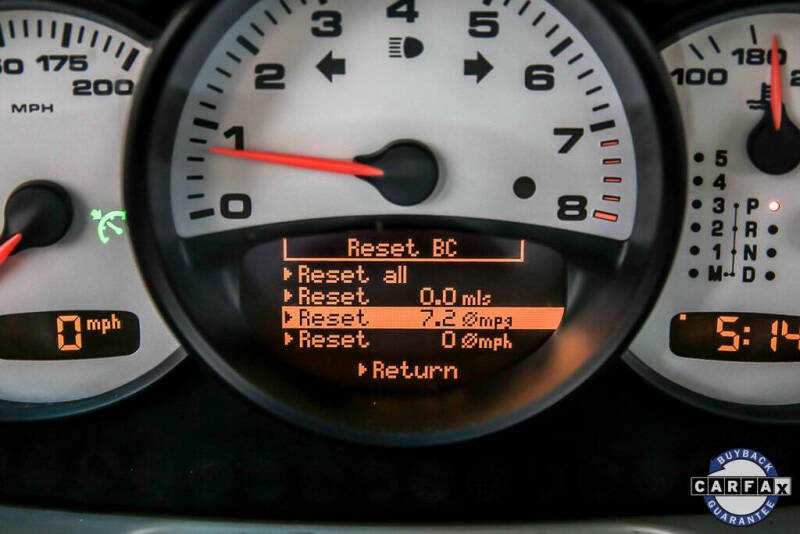 175
200
MPH
0 mph
0
1
2
3
4
5
6
7
8
Reset BC
Reset all
Reset 0.0 mls
Reset 7.2 Ømpg
Reset 0 Ømph
Return
100
180
5
4
3 P
2 R
1 N
M D
5:14
BUYBACK
CARFAX
GUARANTEE